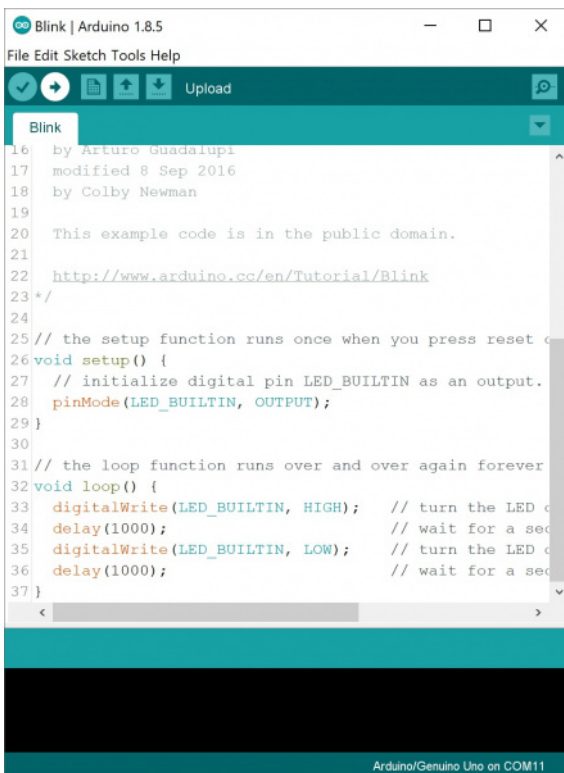 Blink | Arduino 1.8.5
File Edit Sketch Tools Help
Upload
Blink
16 by Arturo Guadalupi
17 modified 8 Sep 2016
18 by Colby Newman
19
20 This example code is in the public domain.
21
22 http://www.arduino.cc/en/Tutorial/Blink
23 */
24
25 // the setup function runs once when you press reset
26 void setup() {
27 // initialize digital pin LED_BUILTIN as an output.
28 pinMode(LED_BUILTIN, OUTPUT);
29 }
30
31 // the loop function runs over and over again forever
32 void loop() {
33 digitalWrite(LED_BUILTIN, HIGH); // turn the LED
34 delay(1000); // wait for a sec
35 digitalWrite(LED_BUILTIN, LOW); // turn the LED
36 delay(1000); // wait for a sec
37 }
Arduino/Genuino Uno on COM11